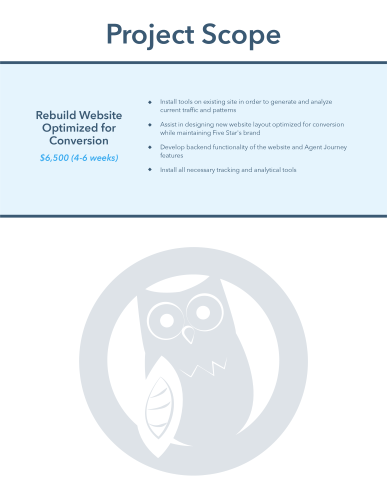 Project Scope
Rebuild Website
Optimized for
Conversion
$6,500 (4-6 weeks)
◆ Install tools on existing site in order to generate and analyze
current traffic and patterns
◆ Assist in designing new website layout optimized for conversion
while maintaining Five Star's brand
◆ Develop backend functionality of the website and Agent Journey
features
◆ Install all necessary tracking and analytical tools